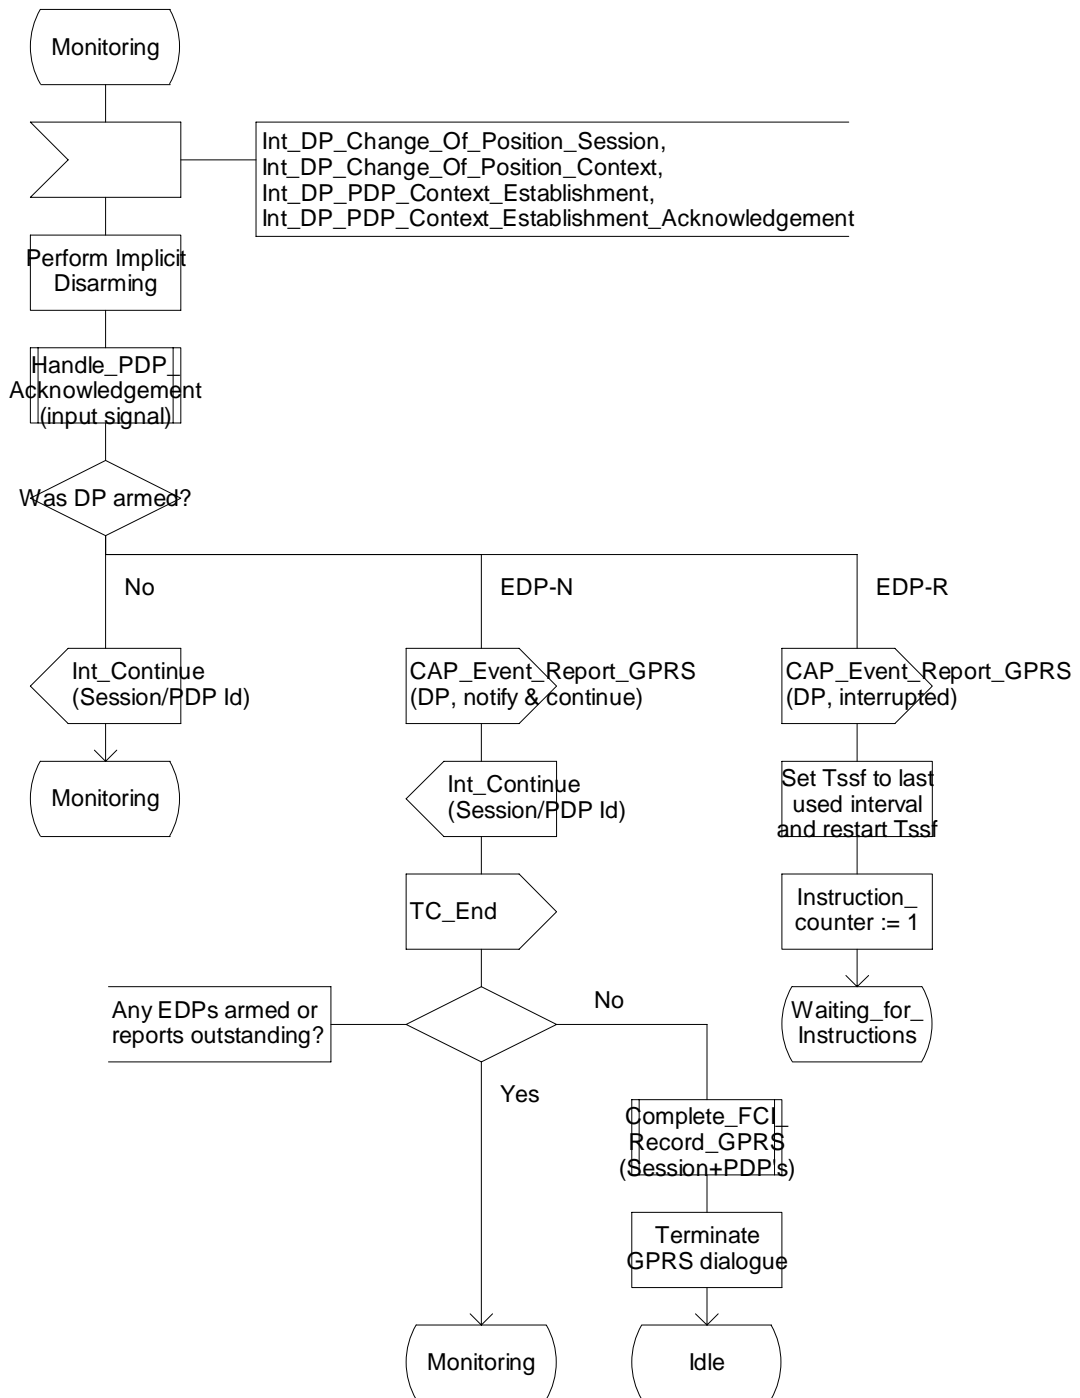 Monitoring
Int_DP_Change_Of_Position_Session,
Int_DP_Change_Of_Position_Context,
Int_DP_PDP_Context_Establishment,
Int_DP_PDP_Context_Establishment_Acknowledgement
Perform Implicit
Disarming
Handle_PDP_
Acknowledgement
(input signal)
Was DP armed?
No
EDP-N
EDP-R
Int_Continue
(Session/PDP Id)
CAP_Event_Report_GPRS
(DP, notify & continue)
CAP_Event_Report_GPRS
(DP, interrupted)
Monitoring
Int_Continue
(Session/PDP Id)
Set Tssf to last
used interval
and restart Tssf
TC_End
Instruction_
counter := 1
Any EDPs armed or
reports outstanding?
No
Yes
Waiting_for_
Instructions
Complete_FCI_
Record_GPRS
(Session+PDP's)
Terminate
GPRS dialogue
Monitoring
Idle